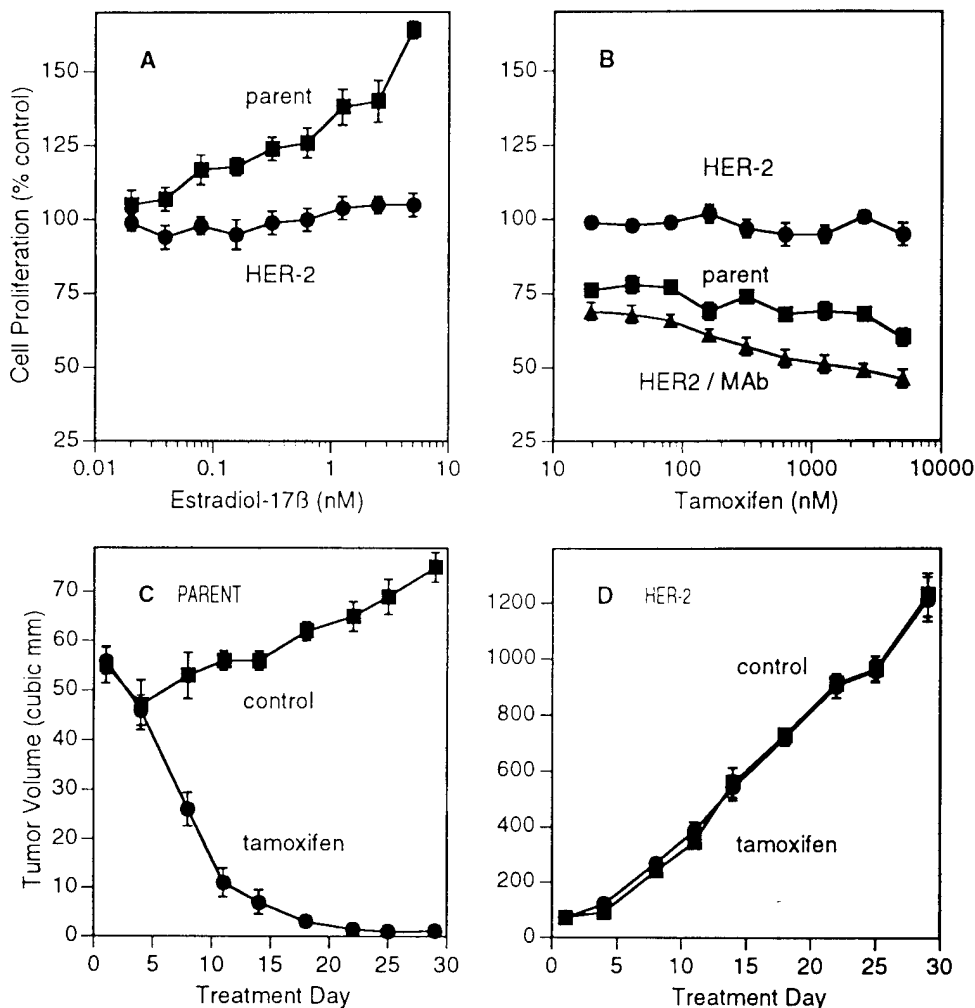 A
B
Cell Proliferation (% control)
150
125
100
75
50
25
parent
HER-2
0.01
0.1
1
10
Estradiol-17ß (nM)
150
125
100
75
50
25
HER-2
parent
HER2 / MAb
10
100
1000
10000
Tamoxifen (nM)
C PARENT
D HER-2
Tumor Volume (cubic mm)
70
60
50
40
30
20
10
0
control
tamoxifen
0
5
10
15
20
25
30
Treatment Day
1200
1000
800
600
400
200
0
control
tamoxifen
0
5
10
15
20
25
30
Treatment Day